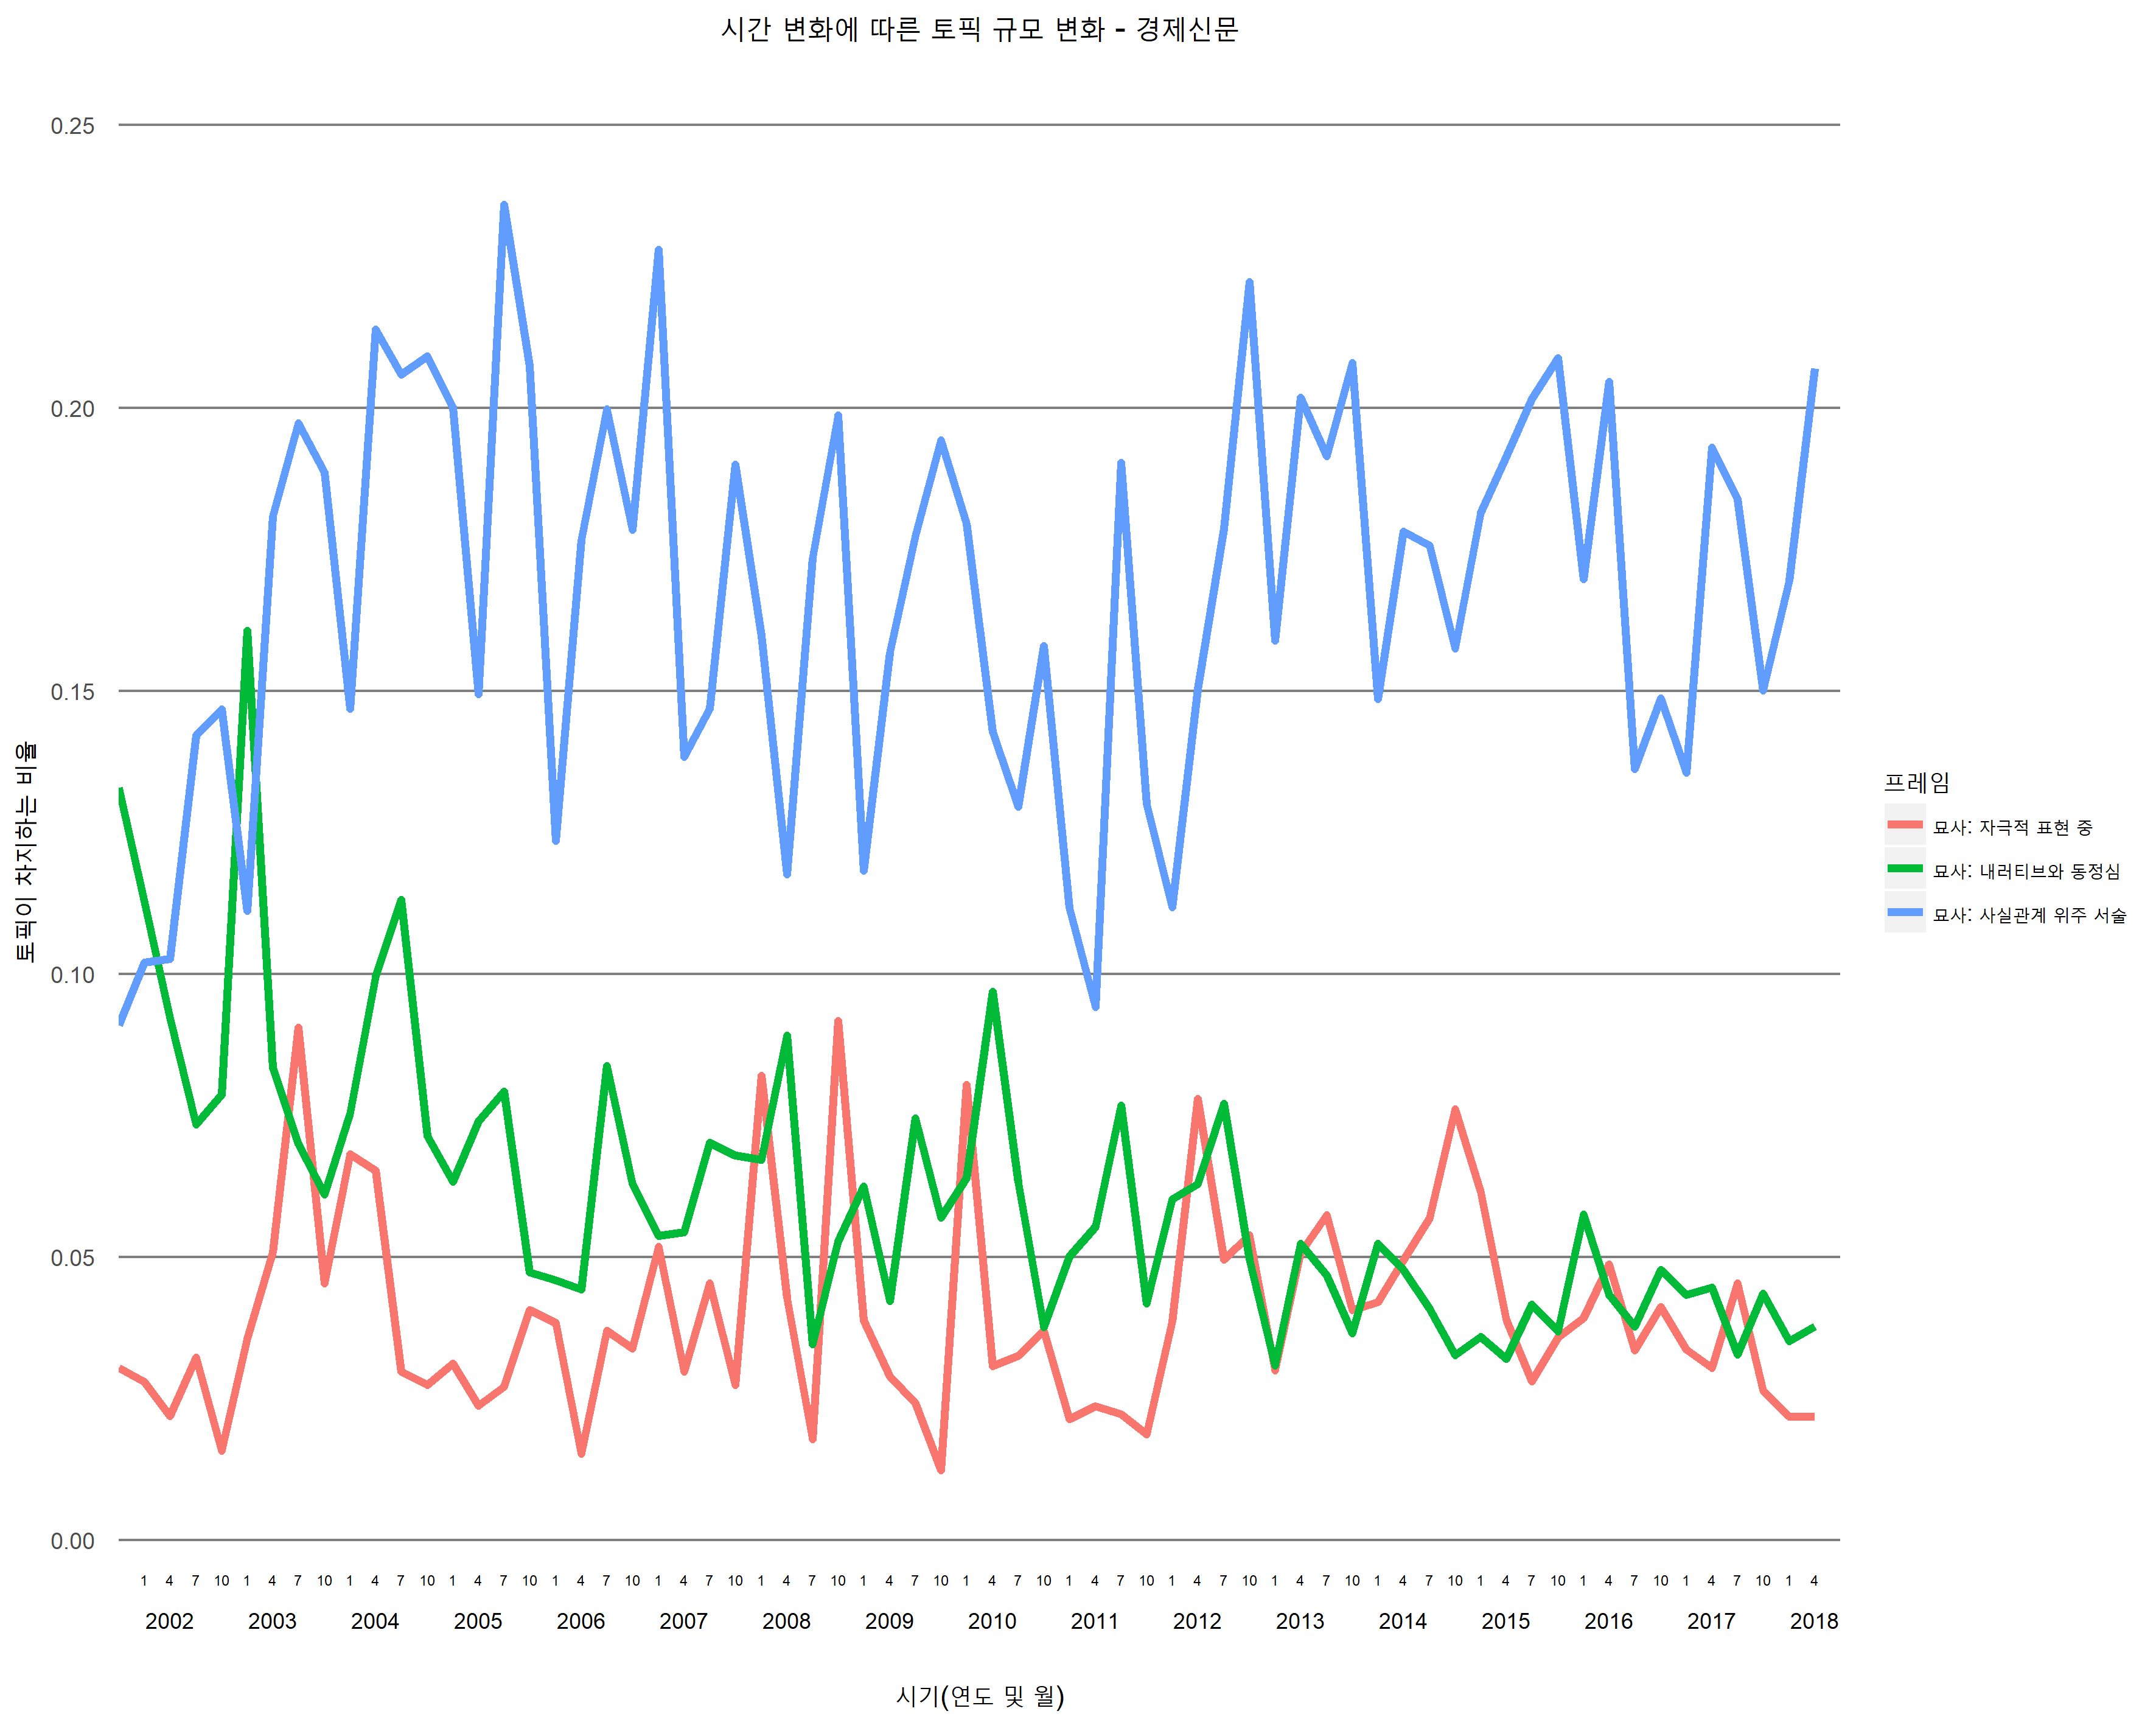 시간 변화에 따른 토픽 규모 변화 - 경제신문
0.25
0.20
0.15
0.10
0.05
0.00
토픽이 차지하는 비율
1 4 7 10 1 4 7 10 1 4 7 10 1 4 7 10 1 4 7 10 1 4 7 10 1 4 7 10 1 4 7 10 1 4 7 10 1 4 7 10 1 4 7 10 1 4 7 10 1 4 7 10 1 4 7 10 1 4 7 10 1 4 7 10 1 4
2002 2003 2004 2005 2006 2007 2008 2009 2010 2011 2012 2013 2014 2015 2016 2017 2018
시기(연도 및 월)
프레임
묘사: 자극적 표현 중
묘사: 내러티브와 동정심
묘사: 사실관계 위주 서술